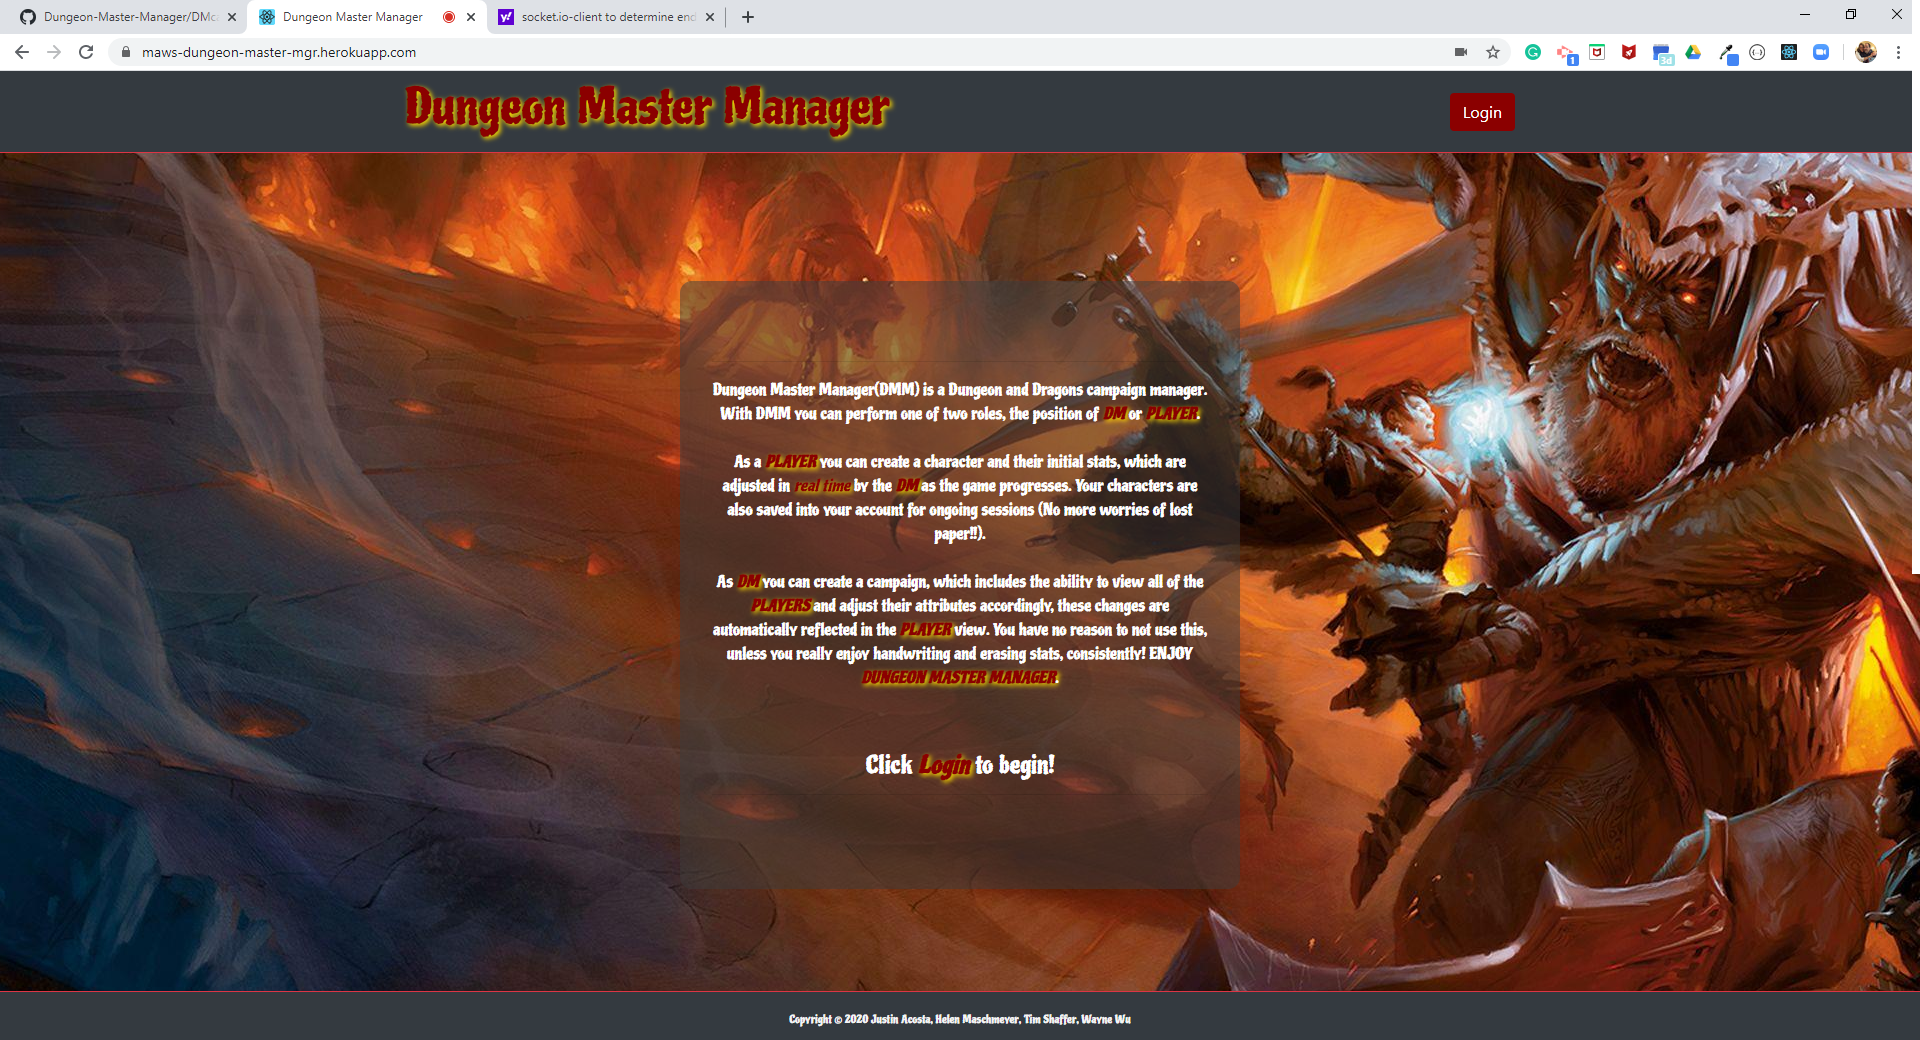 Dungeon-Master-Manager/DMc
Dungeon Master Manager
socket.io-client to determine end
maws-dungeon-master-mgr.herokuapp.com
1
3d
Dungeon Master Manager
Login
Dungeon Master Manager(DMM) is a Dungeon and Dragons campaign manager.
With DMM you can perform one of two roles, the position of DM or PLAYER.
As a PLAYER you can create a character and their initial stats, which are
adjusted in real time by the DM as the game progresses. Your characters are
also saved into your account for ongoing sessions (No more worries of lost
paper!!).
As DM you can create a campaign, which includes the ability to view all of the
PLAYERS and adjust their attributes accordingly, these changes are
automatically reflected in the PLAYER view. You have no reason to not use this,
unless you really enjoy handwriting and erasing stats, consistently! ENJOY
DUNGEON MASTER MANAGER.
Click Login to begin!
Copyright © 2020 Justin Acosta, Helen Maschmeyer, Tim Shaffer, Wayne Wu